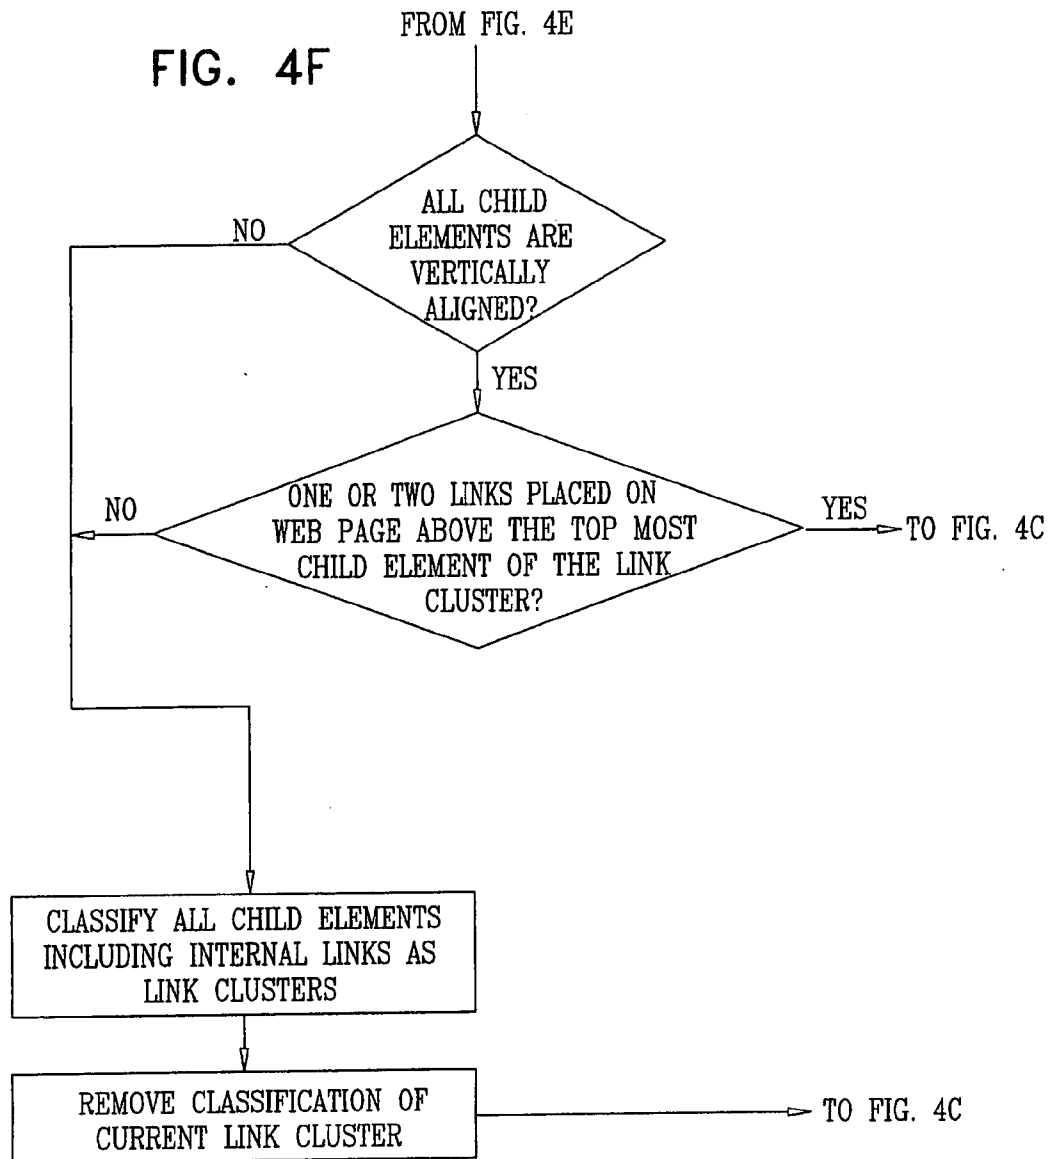 FROM FIG. 4E
FIG. 4F
ALL CHILD
ELEMENTS ARE
VERTICALLY
ALIGNED?
NO
YES
ONE OR TWO LINKS PLACED ON
WEB PAGE ABOVE THE TOP MOST
CHILD ELEMENT OF THE LINK
CLUSTER?
NO
YES
TO FIG. 4C
CLASSIFY ALL CHILD ELEMENTS
INCLUDING INTERNAL LINKS AS
LINK CLUSTERS
REMOVE CLASSIFICATION OF
CURRENT LINK CLUSTER
TO FIG. 4C